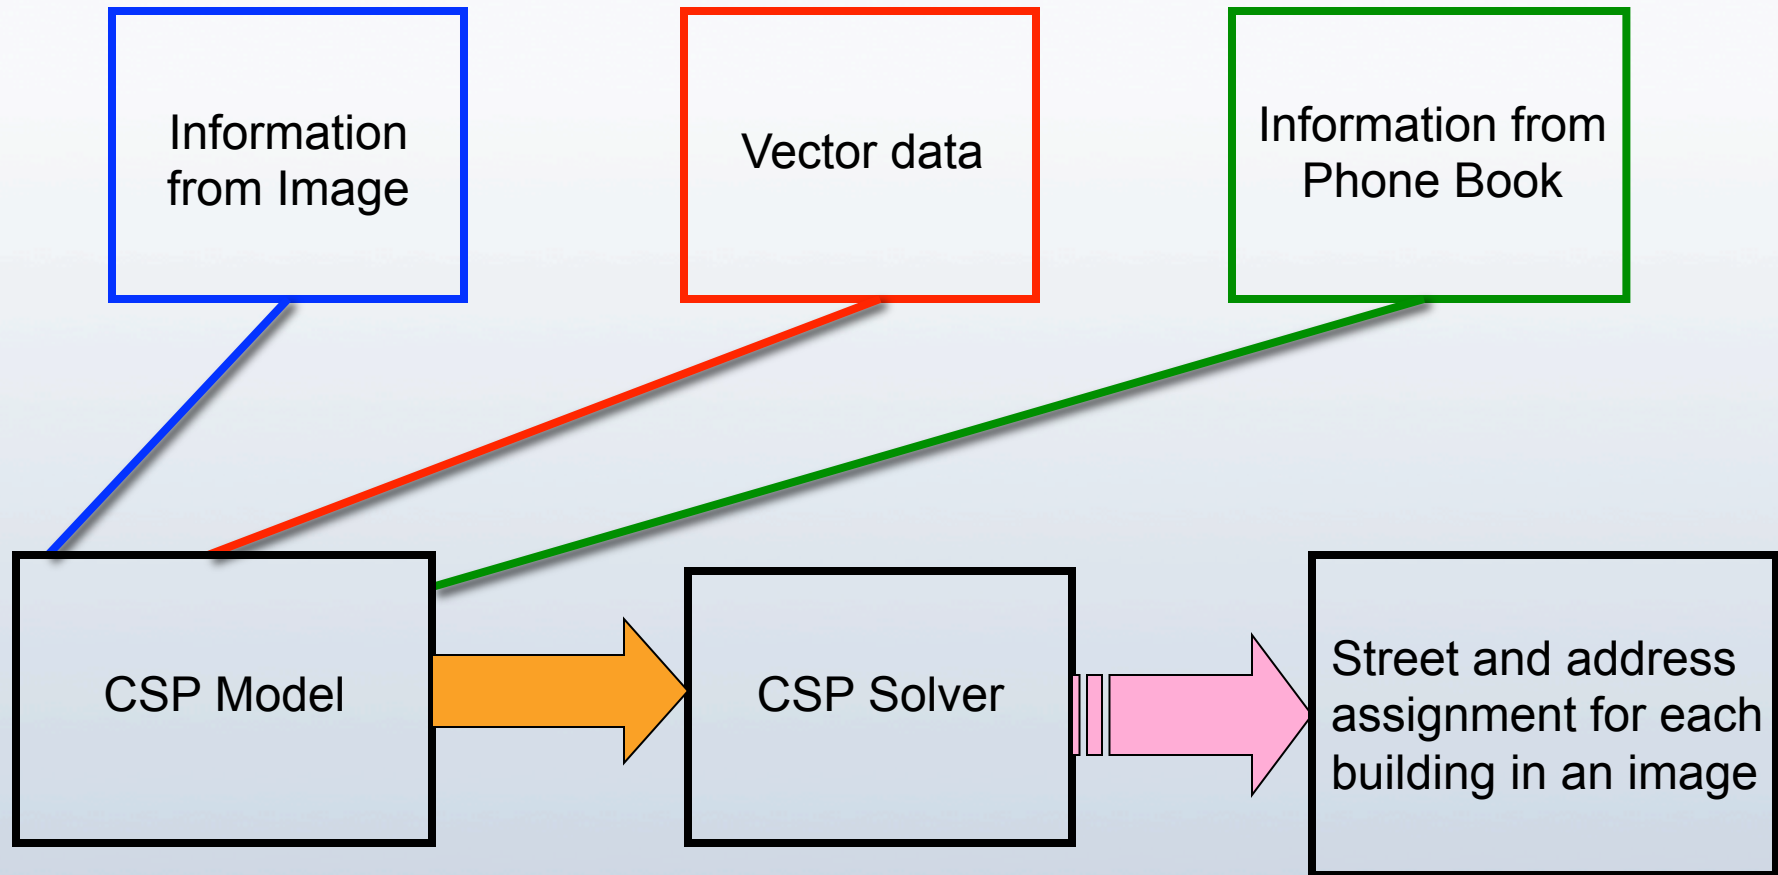 Information
from Image
Vector data
Information from
Phone Book
CSP Model
CSP Solver
Street and address
assignment for each
building in an image